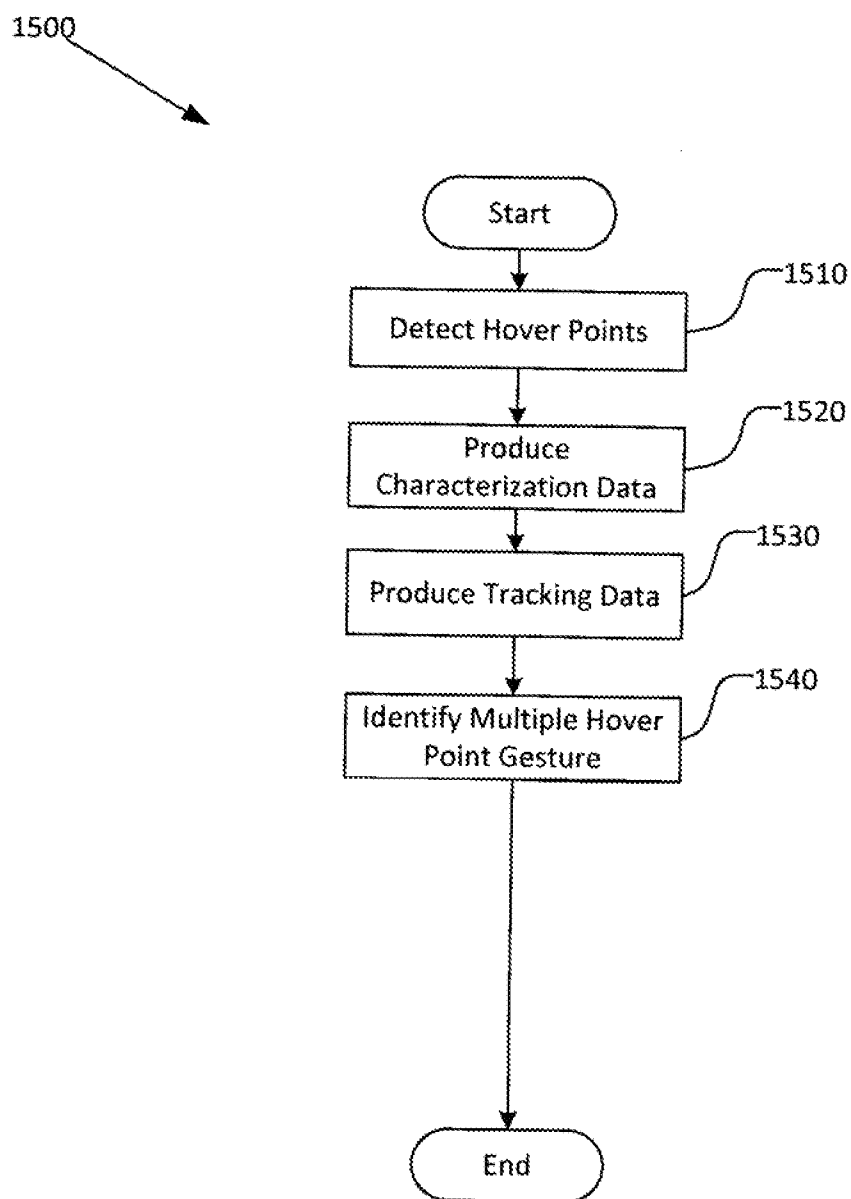 1500
Start
1510
Detect Hover Points
1520
Produce
Characterization Data
1530
Produce Tracking Data
1540
Identify Multiple Hover
Point Gesture
End